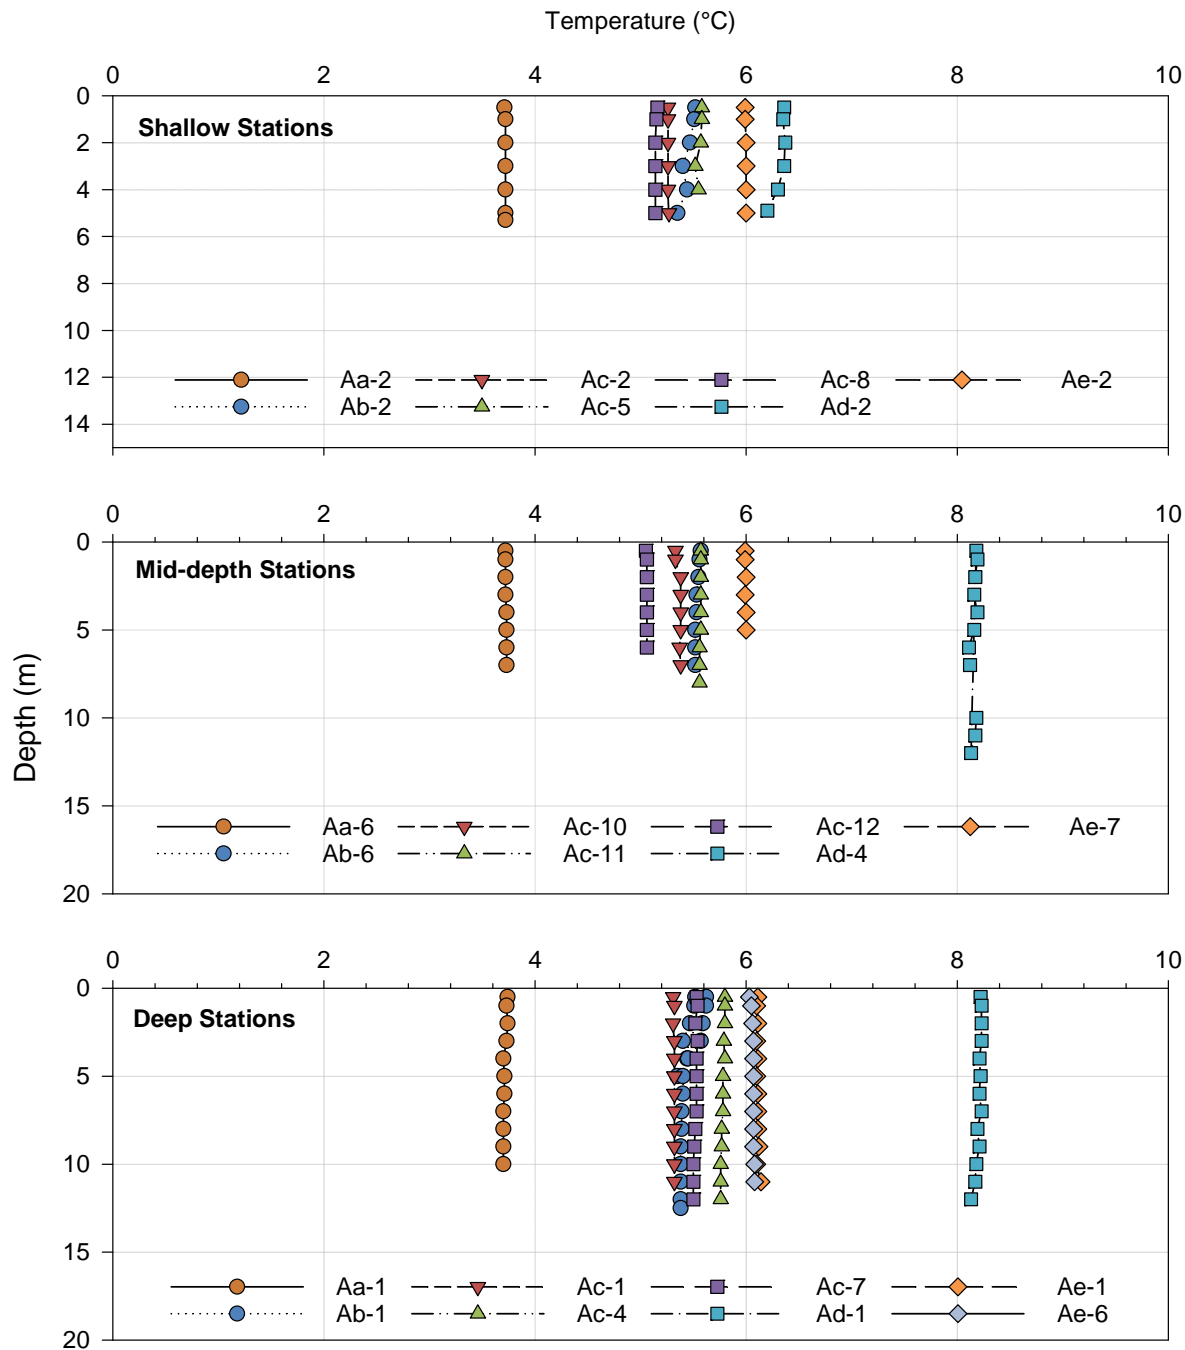 Temperature (°C)
0 2 4 6 8 10
0
Shallow Stations
2
4
6
8
10
12
14
Aa-2 Ac-2 Ac-8 Ae-2
Ab-2 Ac-5 Ad-2
0 2 4 6 8 10
0
Mid-depth Stations
5
Depth (m)
10
15
20
Aa-6 Ac-10 Ac-12 Ae-7
Ab-6 Ac-11 Ad-4
0 2 4 6 8 10
0
Deep Stations
5
10
15
20
Aa-1 Ac-1 Ac-7 Ae-1
Ab-1 Ac-4 Ad-1 Ae-6